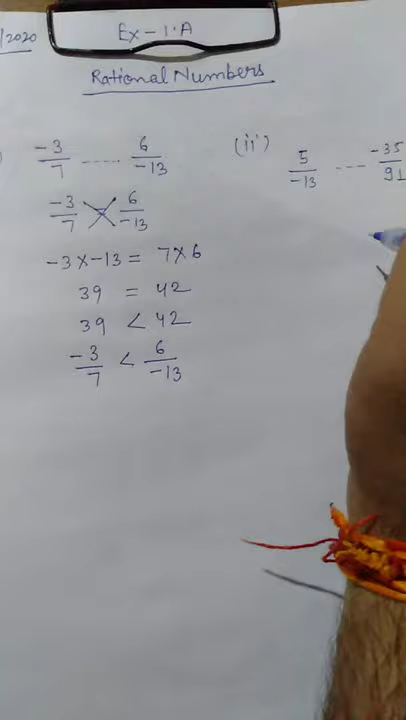 /2020
Ex-1.A
Rational Numbers
) -3/7 ..... 6/-13
-3/7 6/-13
-3 × -13 = 7×6
39 = 42
39 < 42
-3/7 < 6/-13
(ii) 5/-13 ---- -35/91